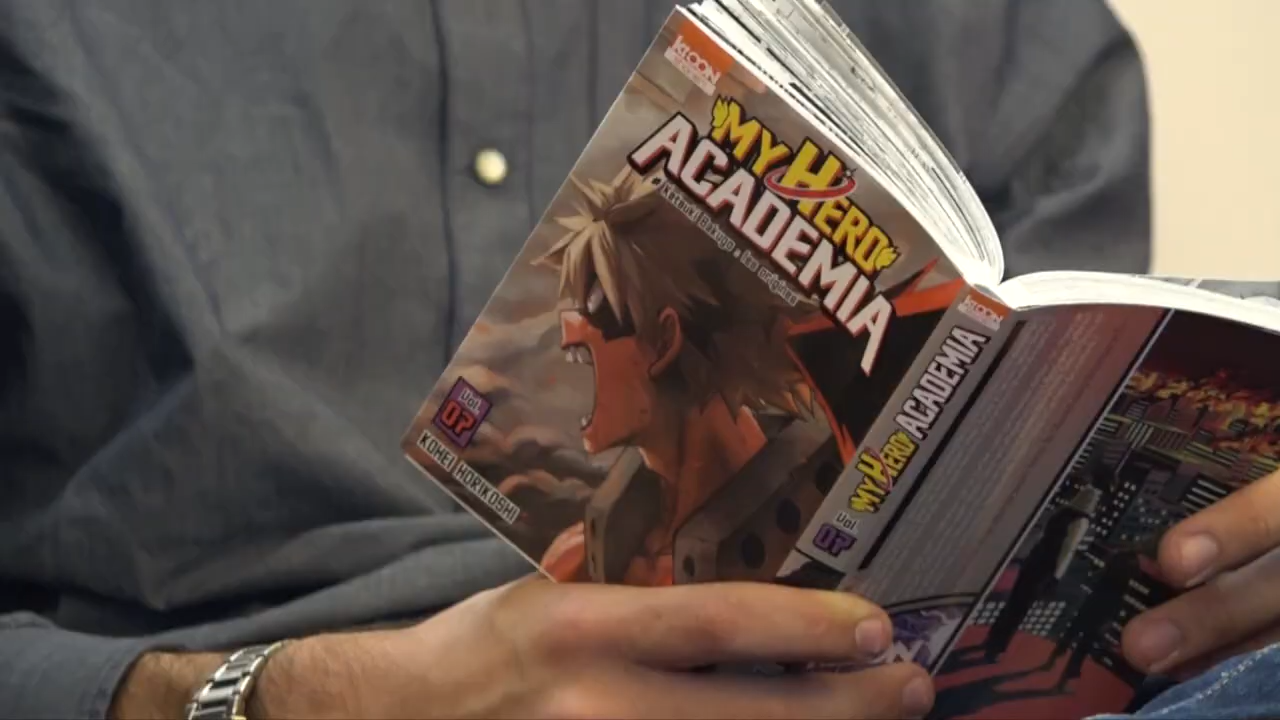 KI-OON
MY HERO
ACADEMIA
Katsuki Bakugo : les origines
Vol.
07
KOHEI HORIKOSHI
KI-OON
MY HERO ACADEMIA
Vol.
07